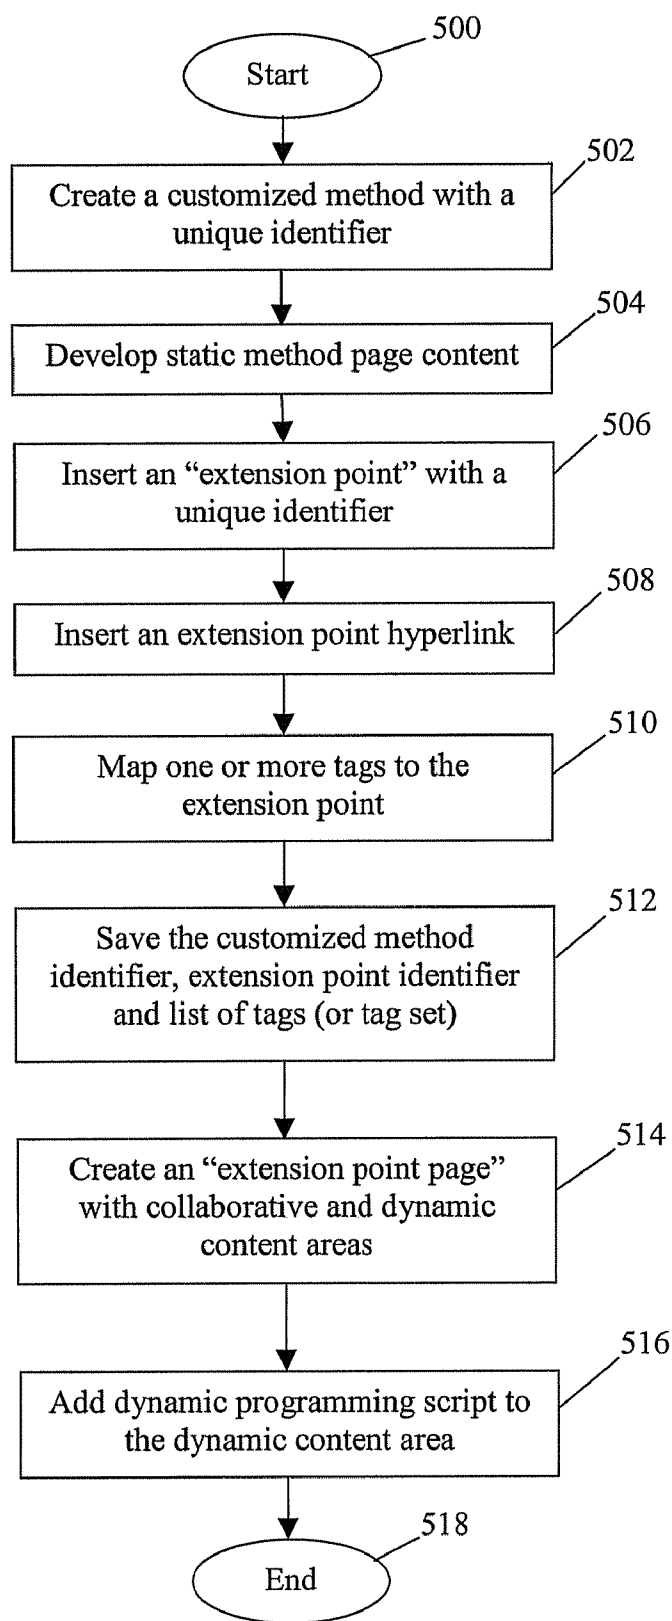 500
Start
502
Create a customized method with a
unique identifier
504
Develop static method page content
506
Insert an “extension point” with a
unique identifier
508
Insert an extension point hyperlink
510
Map one or more tags to the
extension point
512
Save the customized method
identifier, extension point identifier
and list of tags (or tag set)
514
Create an “extension point page”
with collaborative and dynamic
content areas
516
Add dynamic programming script to
the dynamic content area
518
End